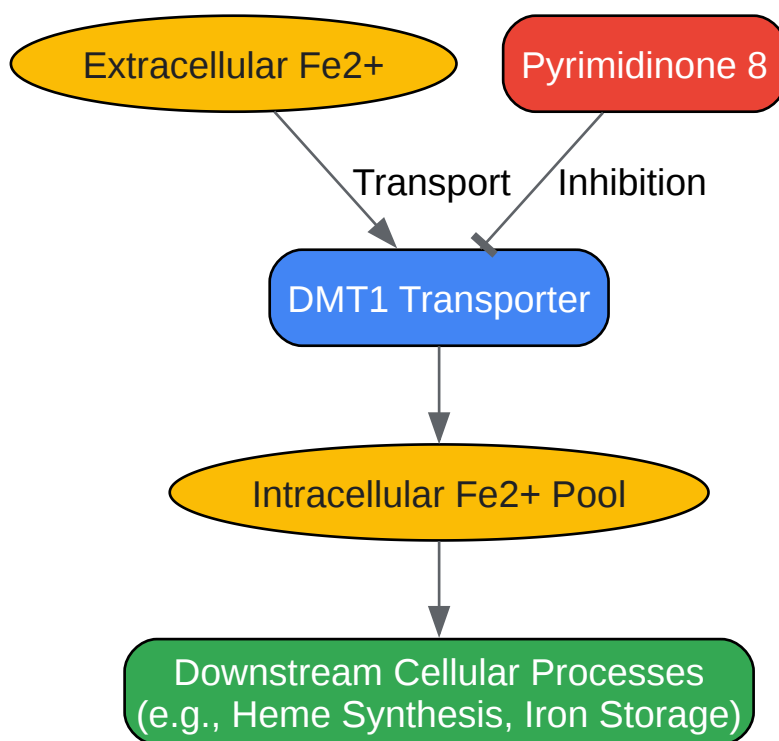 Extracellular Fe2+
Pyrimidinone 8
Transport
Inhibition
DMT1 Transporter
Intracellular Fe2+ Pool
Downstream Cellular Processes
(e.g., Heme Synthesis, Iron Storage)